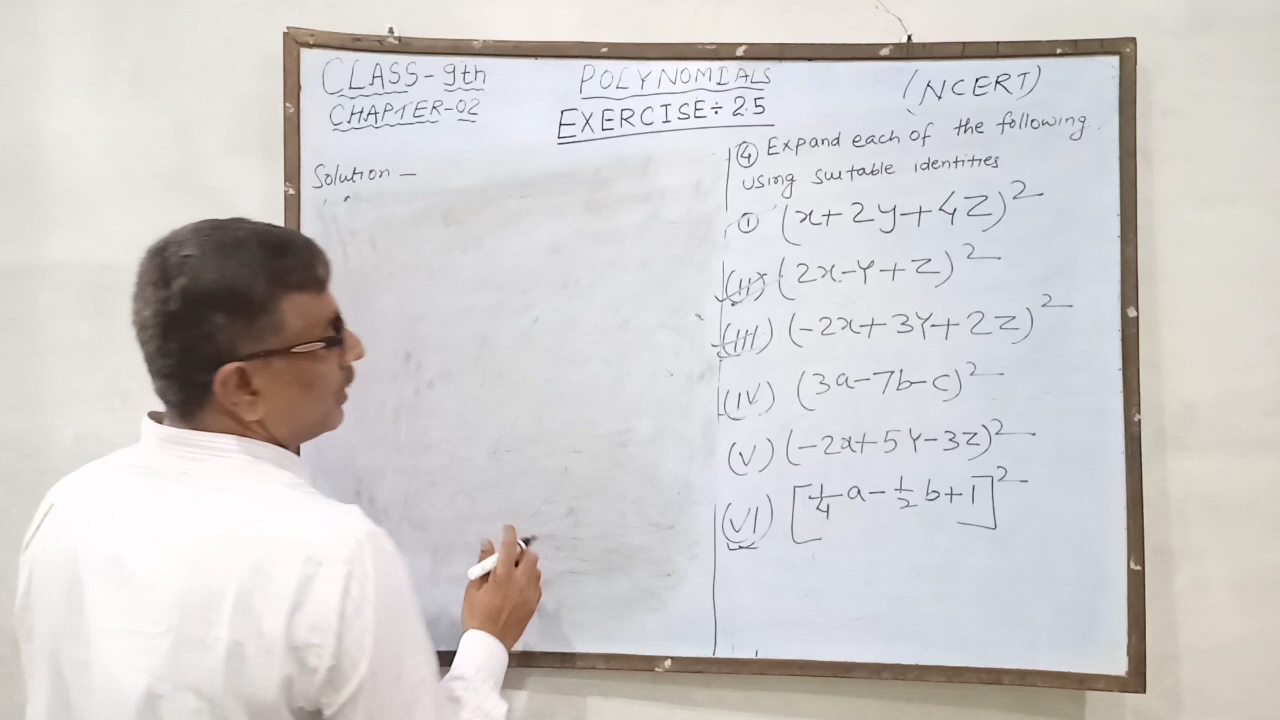 CLASS-9th
CHAPTER-02
POLYNOMIALS
EXERCISE÷2.5
(NCERT)
Solution -
④ Expand each of the following
using suitable identities
① (x+2y+4z)²
(II) (2x-y+z)²
(III) (-2x+3y+2z)²
(IV) (3a-7b-c)²
(V) (-2x+5y-3z)²
(VI) [1/4 a - 1/2 b+1]²